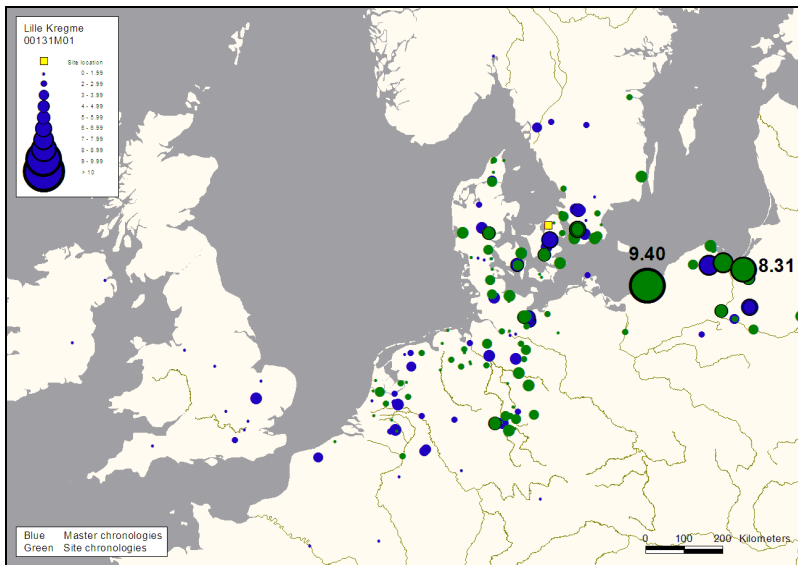 Lille Kregme
00131M01
Site location
0 - 1.99
2 - 2.99
3 - 3.99
4 - 4.99
5 - 5.99
6 - 6.99
7 - 7.99
8 - 8.99
9 - 9.99
> 10
9.40
8.31
Blue Master chronologies
Green Site chronologies
0 100 200 Kilometers